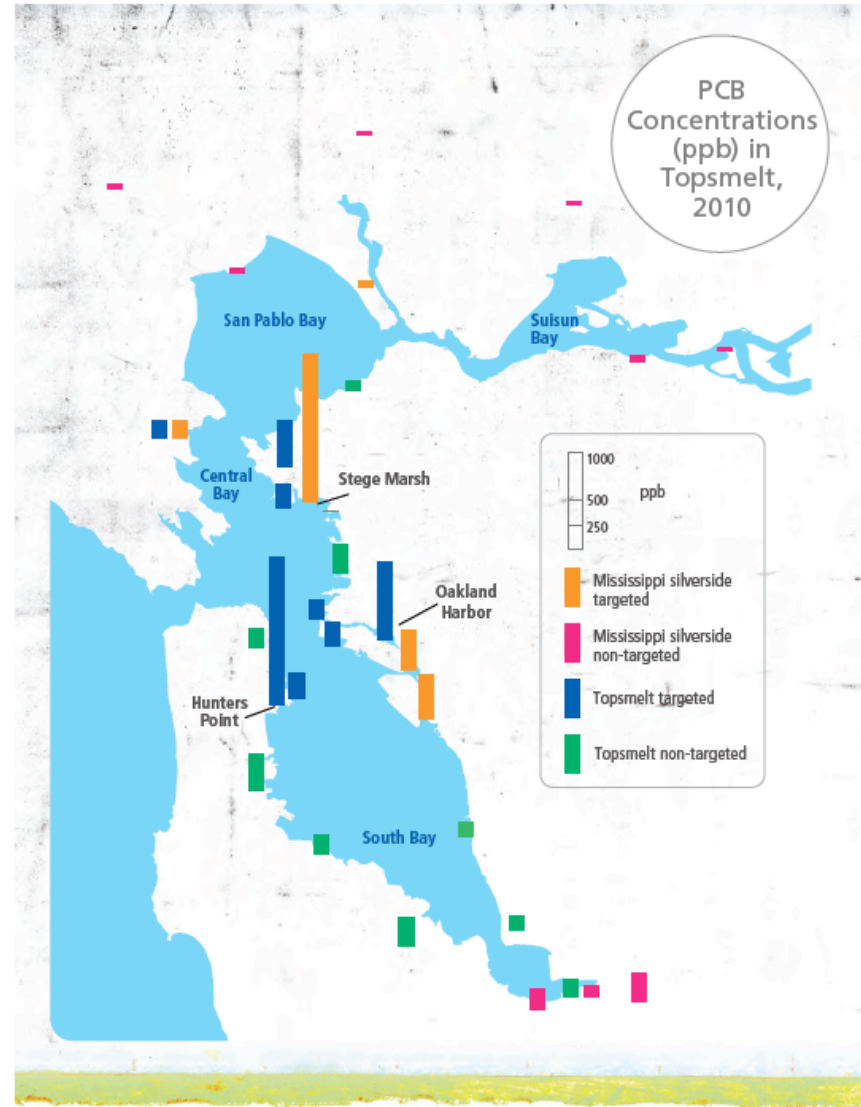 PCB
Concentrations
(ppb) in
Topsmelt,
2010
San Pablo Bay
Suisun
Bay
Central
Bay
Stege Marsh
1000
500
250
ppb
Mississippi silverside
targeted
Mississippi silverside
non-targeted
Topsmelt targeted
Topsmelt non-targeted
Oakland
Harbor
Hunters
Point
South Bay